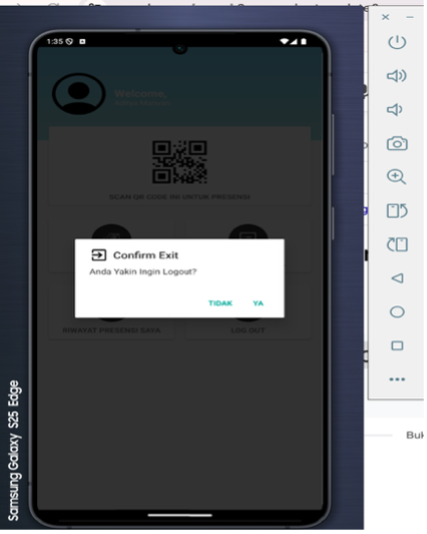 1:35
Welcome,
SCAN QR CODE INI UNTUK PRESENSI
Confirm Exit
Anda Yakin Ingin Logout?
TIDAK YA
RIWAYAT PRESENSI SAYA LOG OUT
Samsung Galaxy S25 Edge
Buk